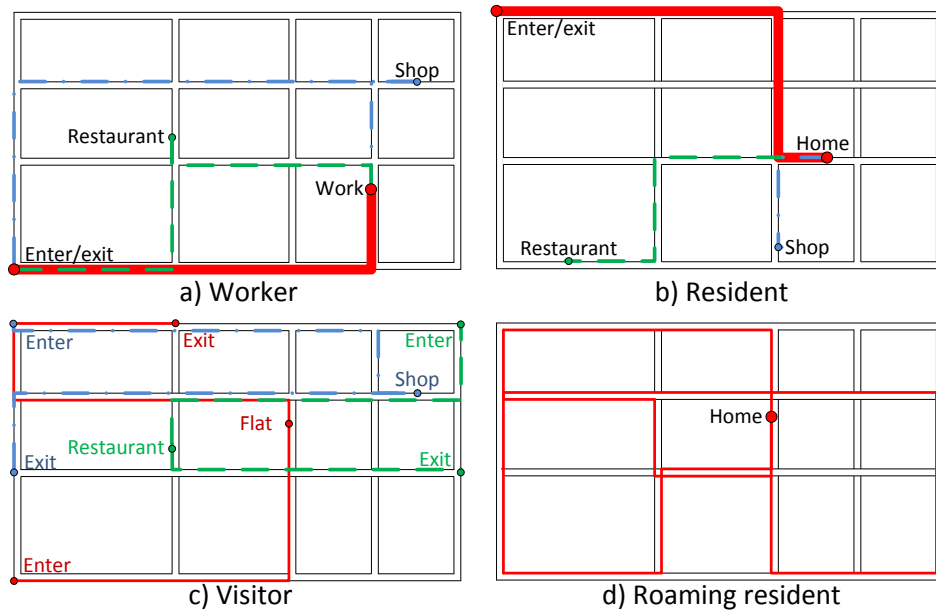 Shop
Restaurant
Work
Enter/exit
a) Worker
Enter/exit
Home
Restaurant
Shop
b) Resident
Enter
Exit
Enter
Shop
Flat
Restaurant
Exit
Exit
Enter
c) Visitor
Home
d) Roaming resident